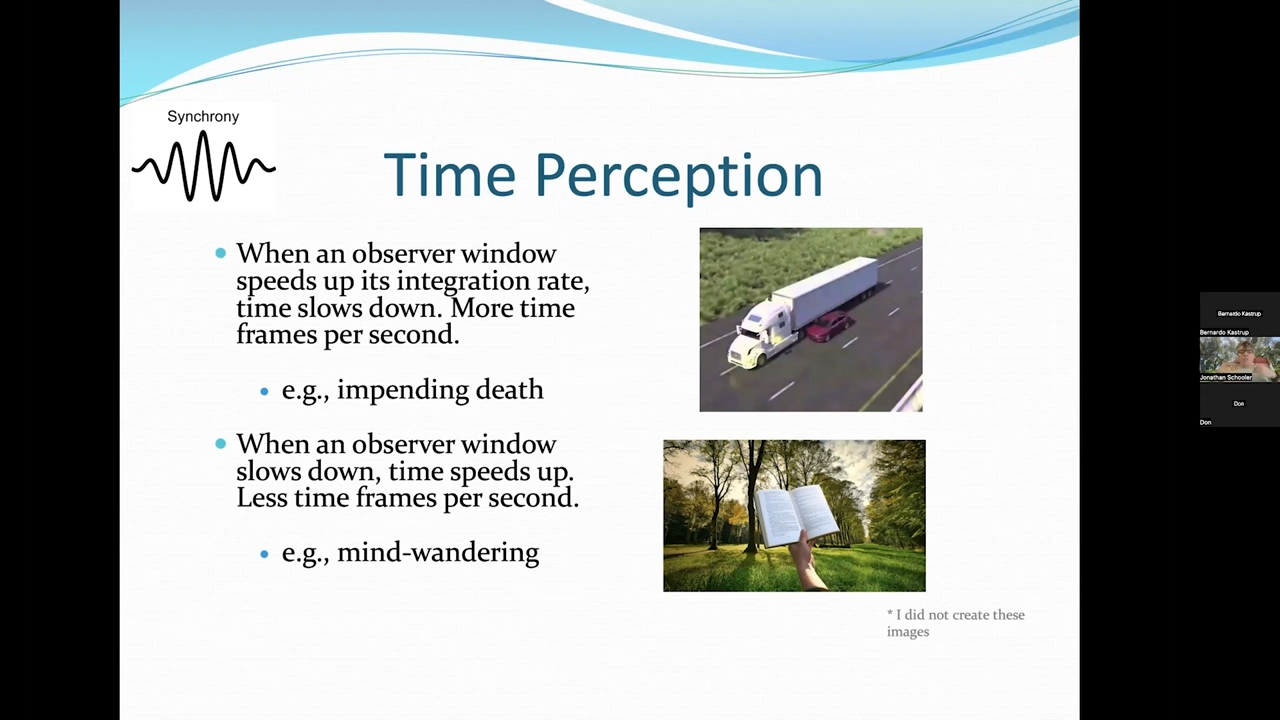 Synchrony
Time Perception
• When an observer window
speeds up its integration rate,
time slows down. More time
frames per second.
• e.g., impending death
• When an observer window
slows down, time speeds up.
Less time frames per second.
• e.g., mind-wandering
* I did not create these
images
Bernardo Kastrup
Bernardo Kastrup
Jonathan Schooler
Don
Don